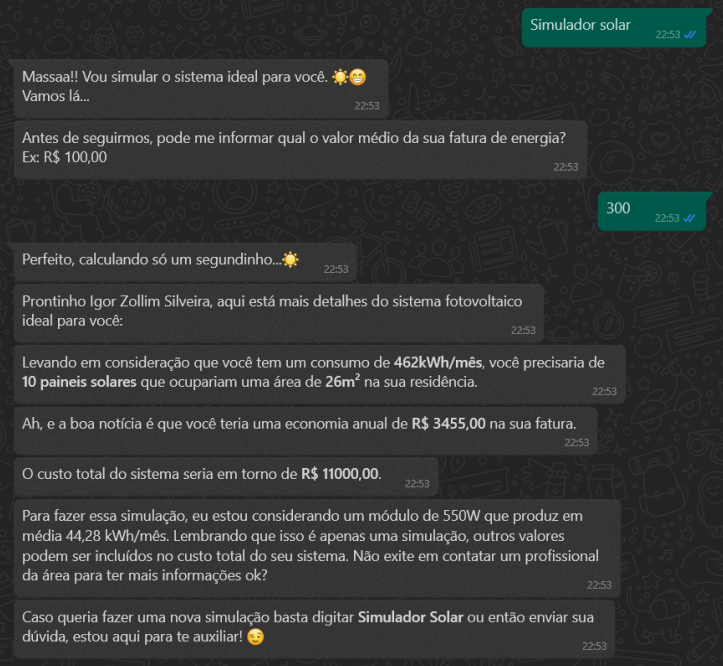 Simulador solar
22:53
Massaa!! Vou simular o sistema ideal para você. ☀️😁
Vamos lá...
22:53
Antes de seguirmos, pode me informar qual o valor médio da sua fatura de energia?
Ex: R$ 100,00
22:53
300
22:53
Perfeito, calculando só um segundinho...☀️
22:53
Prontinho Igor Zollim Silveira, aqui está mais detalhes do sistema fotovoltaico
ideal para você:
22:53
Levando em consideração que você tem um consumo de 462kWh/mês, você precisaria de
10 paineis solares que ocupariam uma área de 26m² na sua residência.
22:53
Ah, e a boa notícia é que você teria uma economia anual de R$ 3455,00 na sua fatura.
22:53
O custo total do sistema seria em torno de R$ 11000,00.
22:53
Para fazer essa simulação, eu estou considerando um módulo de 550W que produz em
média 44,28 kWh/mês. Lembrando que isso é apenas uma simulação, outros valores
podem ser incluídos no custo total do seu sistema. Não exite em contatar um profissional
da área para ter mais informações ok?
22:53
Caso queria fazer uma nova simulação basta digitar Simulador Solar ou então enviar sua
dúvida, estou aqui para te auxiliar! 😉
22:53